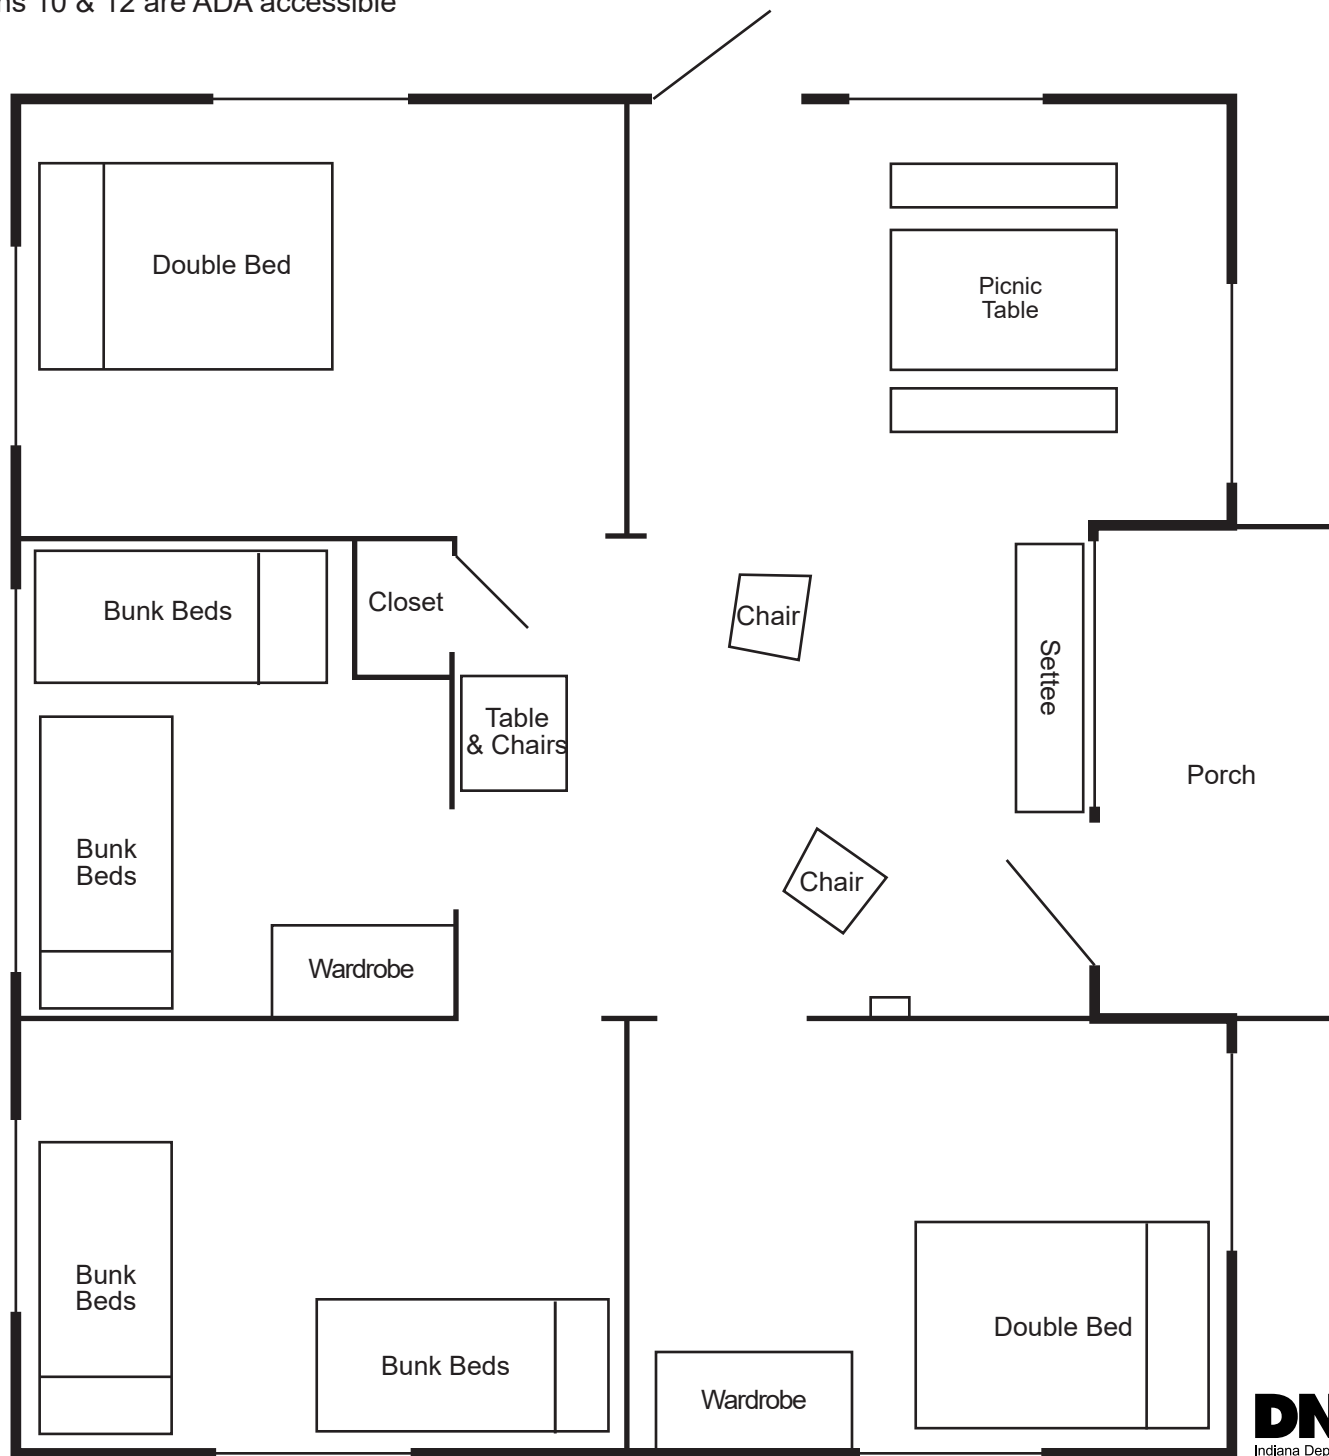 10 & 12 are ADA accessible
Double Bed
Picnic
Table
Bunk Beds
Closet
Chair
Settee
Table
& Chairs
Porch
Bunk
Beds
Chair
Wardrobe
Bunk
Beds
Double Bed
Bunk Beds
Wardrobe
DN
Indiana Dep